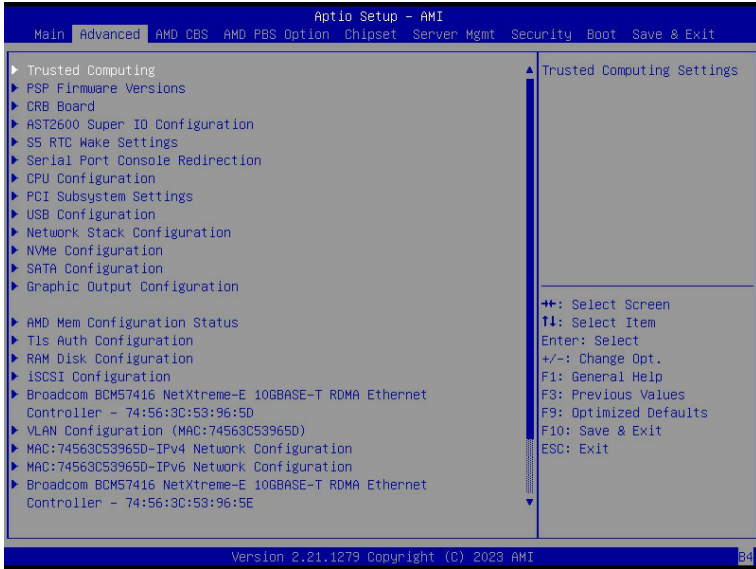 Aptio Setup - AMI
Main Advanced AMD CBS AMD PBS Option Chipset Server Mgmt Security Boot Save & Exit
Trusted Computing
PSP Firmware Versions
CRB Board
AST2600 Super IO Configuration
S5 RTC Wake Settings
Serial Port Console Redirection
CPU Configuration
PCI Subsystem Settings
USB Configuration
Network Stack Configuration
NVMe Configuration
SATA Configuration
Graphic Output Configuration
AMD Mem Configuration Status
Tls Auth Configuration
RAM Disk Configuration
iSCSI Configuration
Broadcom BCM57416 NetXtreme-E 10GBASE-T RDMA Ethernet
Controller - 74:56:3C:53:96:5D
VLAN Configuration (MAC:74563C53965D)
MAC:74563C53965D-IPv4 Network Configuration
MAC:74563C53965D-IPv6 Network Configuration
Broadcom BCM57416 NetXtreme-E 10GBASE-T RDMA Ethernet
Controller - 74:56:3C:53:96:5E
Trusted Computing Settings
→←: Select Screen
↑↓: Select Item
Enter: Select
+/-: Change Opt.
F1: General Help
F3: Previous Values
F9: Optimized Defaults
F10: Save & Exit
ESC: Exit
Version 2.21.1279 Copyright (C) 2023 AMI
B4